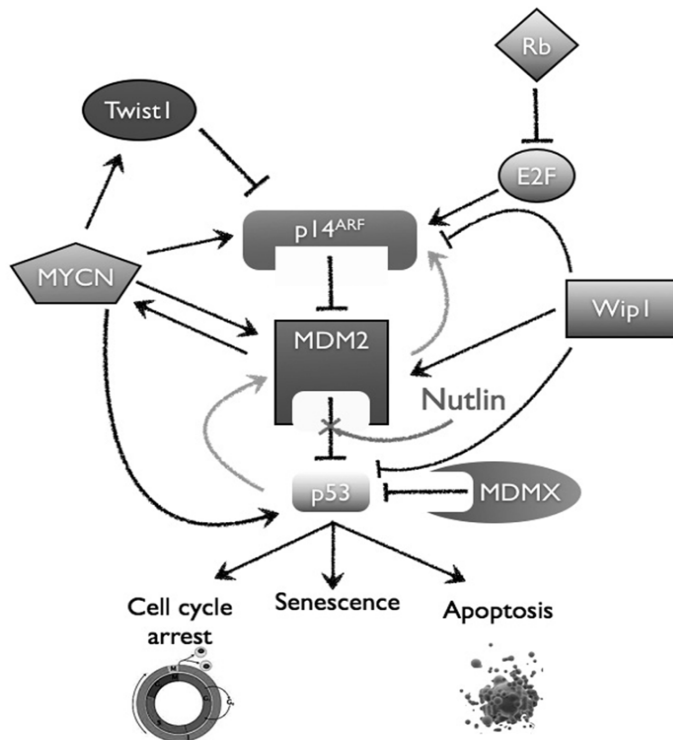 Rb
Twist1
E2F
p14ARF
MYCN
Wip1
MDM2
Nutlin
p53
MDMX
Cell cycle
arrest
Senescence
Apoptosis